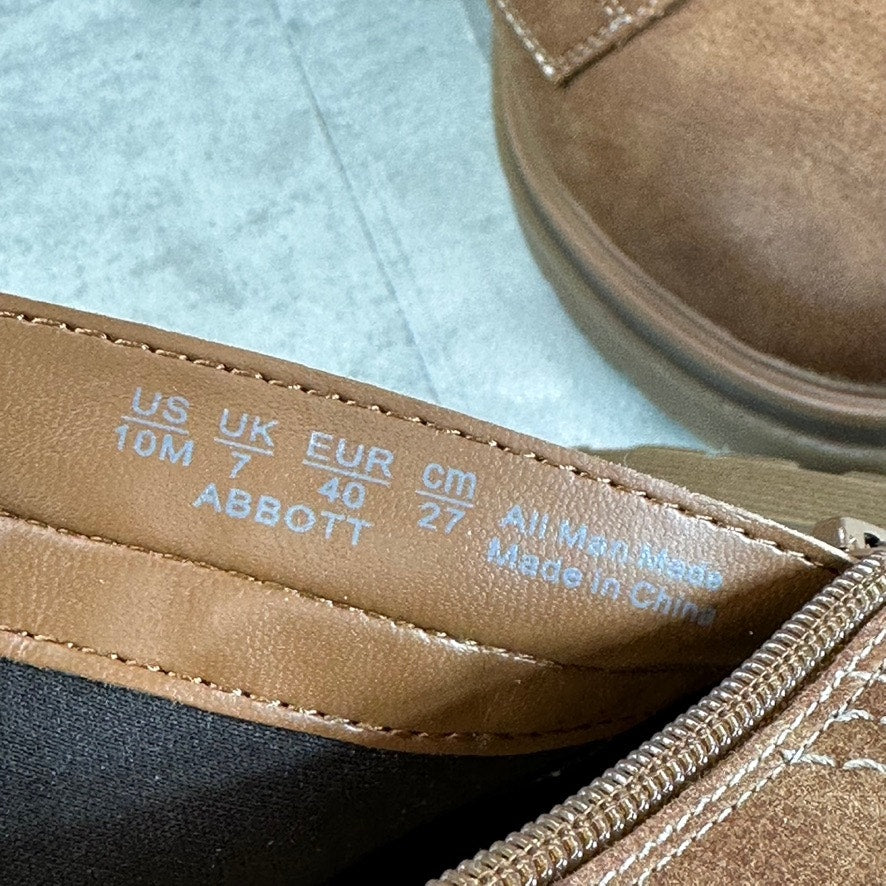 US UK EUR cm
10M 7 40 27
ABBOTT
All Man Made
Made in China